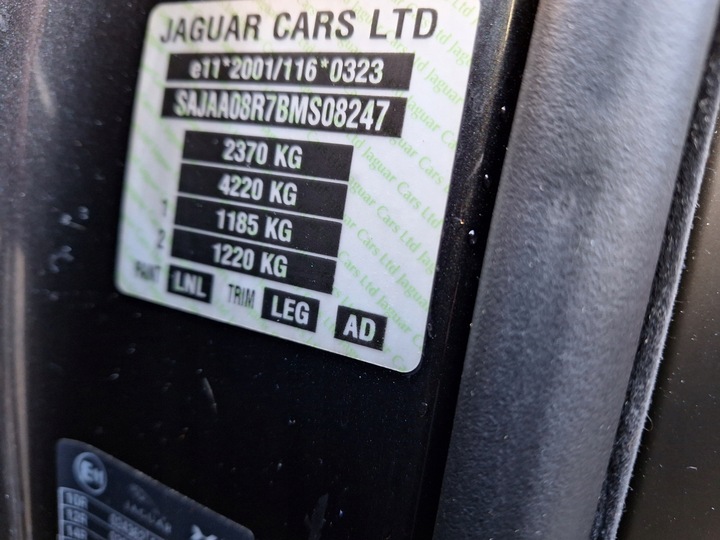 JAGUAR CARS LTD
e11*2001/116*0323
SAJAA08R7BMS08247
2370 KG
4220 KG
1 1185 KG
2 1220 KG
PAINT LNL TRIM LEG AD
JAGUAR